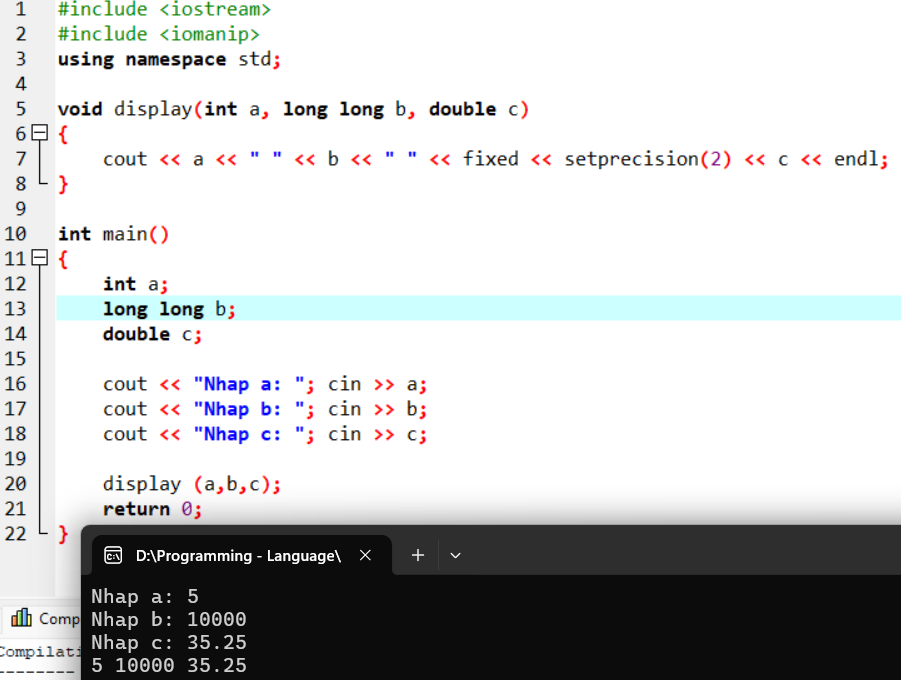 1 #include <iostream>
2 #include <iomanip>
3 using namespace std;
4
5 void display(int a, long long b, double c)
6 {
7 cout << a << " " << b << " " << fixed << setprecision(2) << c << endl;
8 }
9
10 int main()
11 {
12 int a;
13 long long b;
14 double c;
15
16 cout << "Nhap a: "; cin >> a;
17 cout << "Nhap b: "; cin >> b;
18 cout << "Nhap c: "; cin >> c;
19
20 display (a,b,c);
21 return 0;
22 }
D:\Programming - Language\
Nhap a: 5
Nhap b: 10000
Nhap c: 35.25
5 10000 35.25
Comp
Compilati